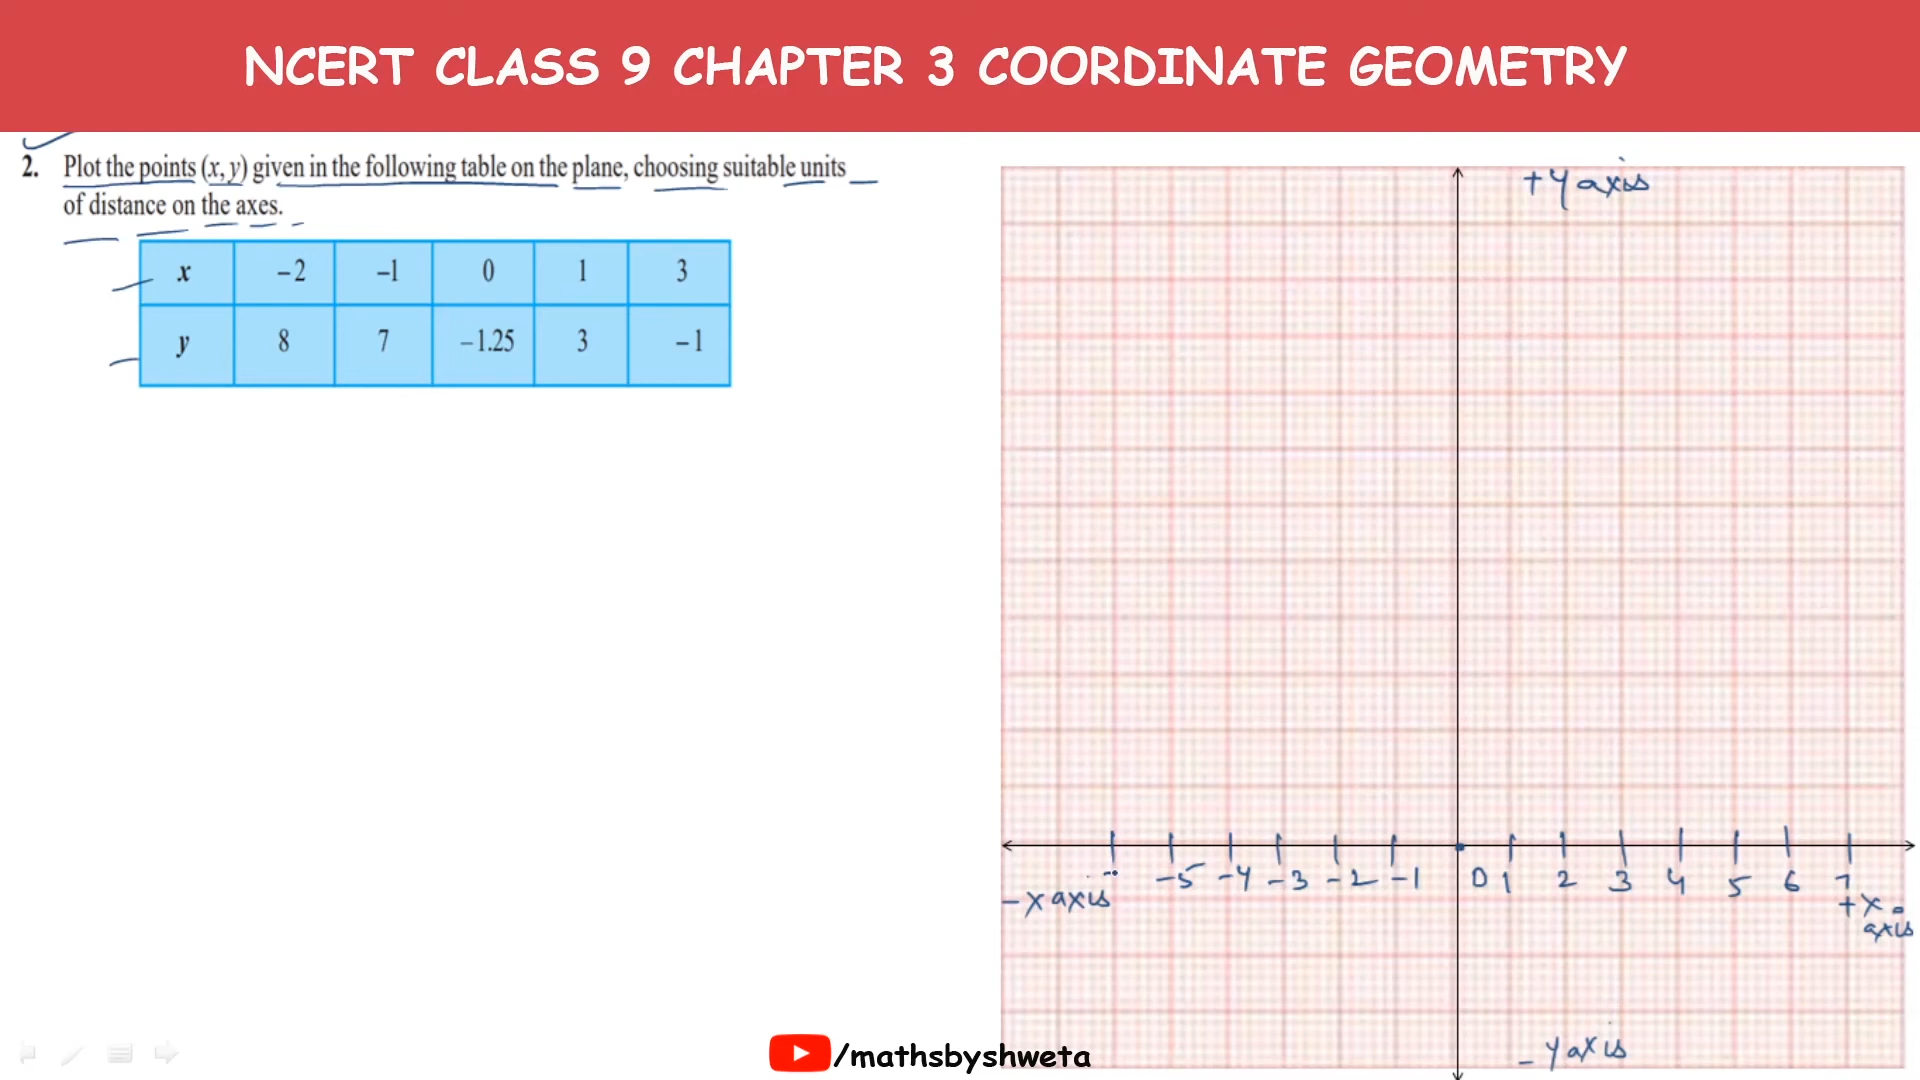 NCERT CLASS 9 CHAPTER 3 COORDINATE GEOMETRY
2. Plot the points (x, y) given in the following table on the plane, choosing suitable units
of distance on the axes.
x –2 –1 0 1 3
y 8 7 –1.25 3 –1
+Y axis
-5 -4 -3 -2 -1 0 1 2 3 4 5 6 7
-X axis
+X
axis
-Y axis
/mathsbyshweta